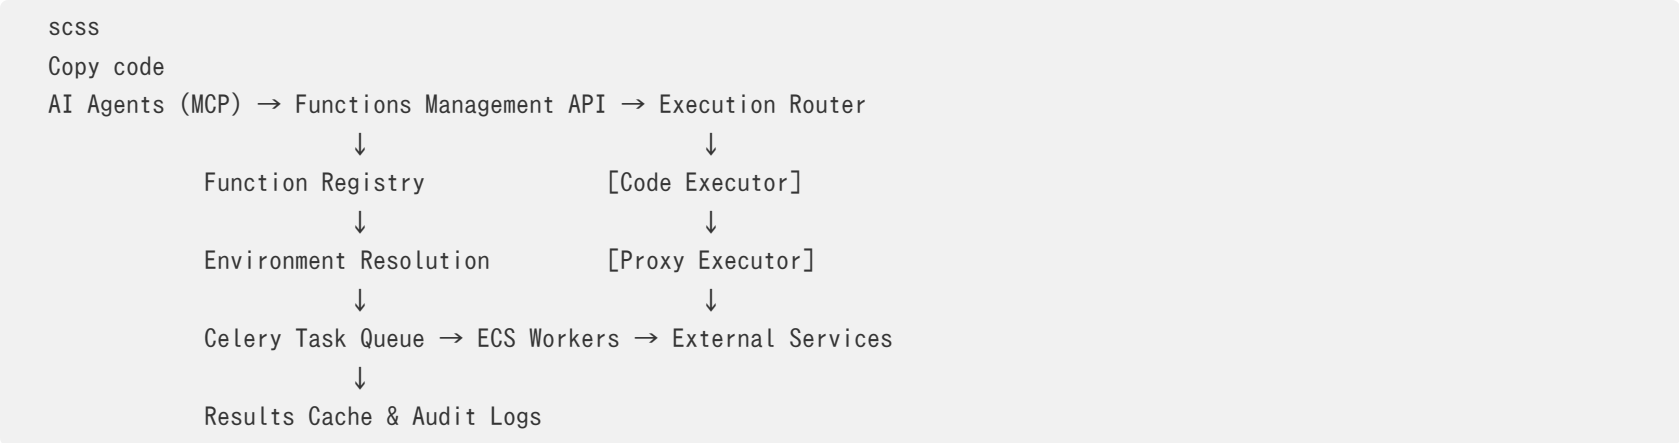 scss
Copy code
AI Agents (MCP) → Functions Management API → Execution Router
↓ ↓
Function Registry [Code Executor]
↓ ↓
Environment Resolution [Proxy Executor]
↓ ↓
Celery Task Queue → ECS Workers → External Services
↓
Results Cache & Audit Logs